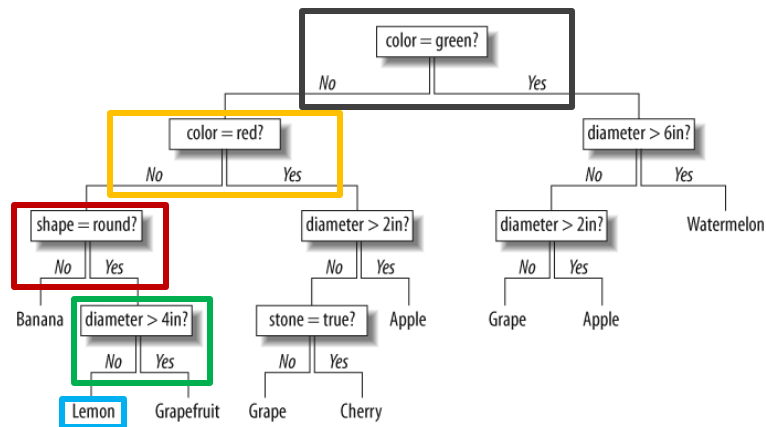 color = green?
No Yes
color = red? diameter > 6in?
No Yes No Yes
shape = round? diameter > 2in? diameter > 2in? Watermelon
No Yes No Yes No Yes
Banana diameter > 4in? stone = true? Apple Grape Apple
No Yes No Yes
Lemon Grapefruit Grape Cherry